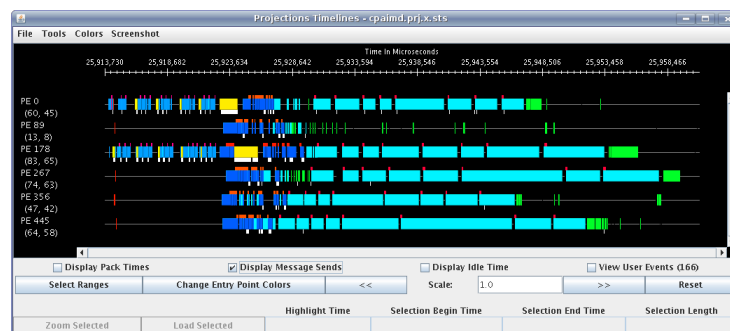 Projections Timelines - cpaimd.prj.x.sts
File Tools Colors Screenshot
Time In Microseconds
25,913,730 25,918,682 25,923,634 25,928,642 25,933,594 25,938,546 25,943,554 25,948,506 25,953,458 25,958,466
PE 0
(60, 45)
PE 89
(13, 8)
PE 178
(83, 65)
PE 267
(74, 63)
PE 356
(47, 42)
PE 445
(64, 58)
Display Pack Times Display Message Sends Display Idle Time View User Events (166)
Select Ranges Change Entry Point Colors << Scale: 1.0 >> Reset
Highlight Time Selection Begin Time Selection End Time Selection Length
Zoom Selected Load Selected